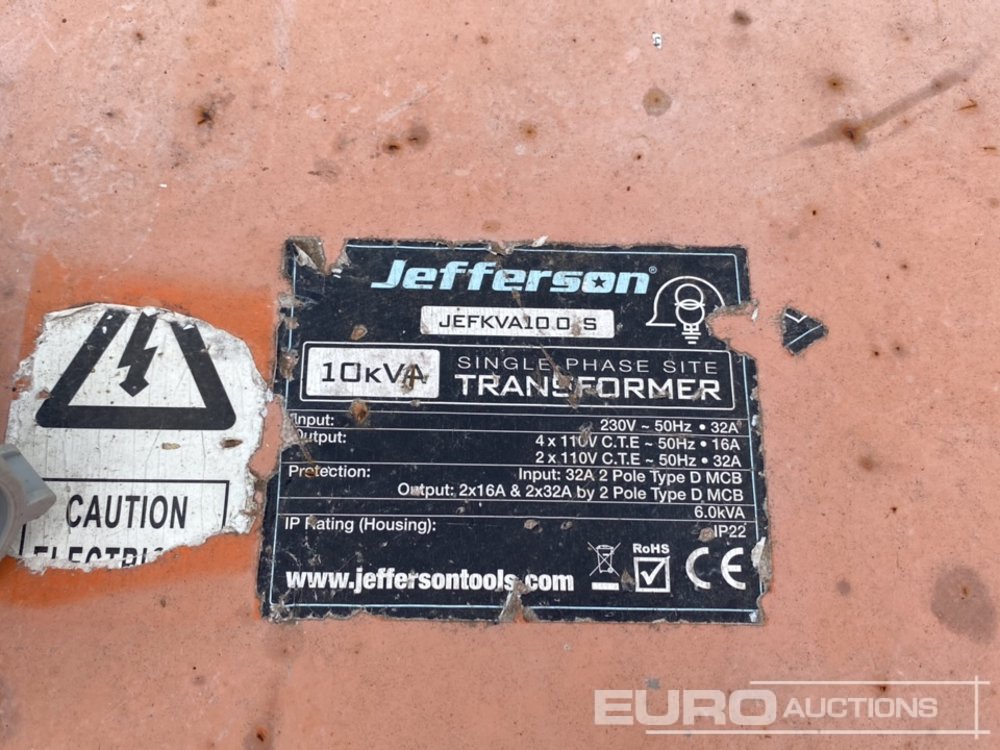 Jefferson®
JEFKVA10.0 S
10kVA
SINGLE PHASE SITE
TRANSFORMER
Input: 230V ~ 50Hz • 32A
Output: 4 x 110V C.T.E ~ 50Hz • 16A
2 x 110V C.T.E ~ 50Hz • 32A
Protection: Input: 32A 2 Pole Type D MCB
Output: 2x16A & 2x32A by 2 Pole Type D MCB
6.0kVA
IP Rating (Housing): IP22
www.jeffersontools.com
RoHS
CE
CAUTION
EURO AUCTIONS